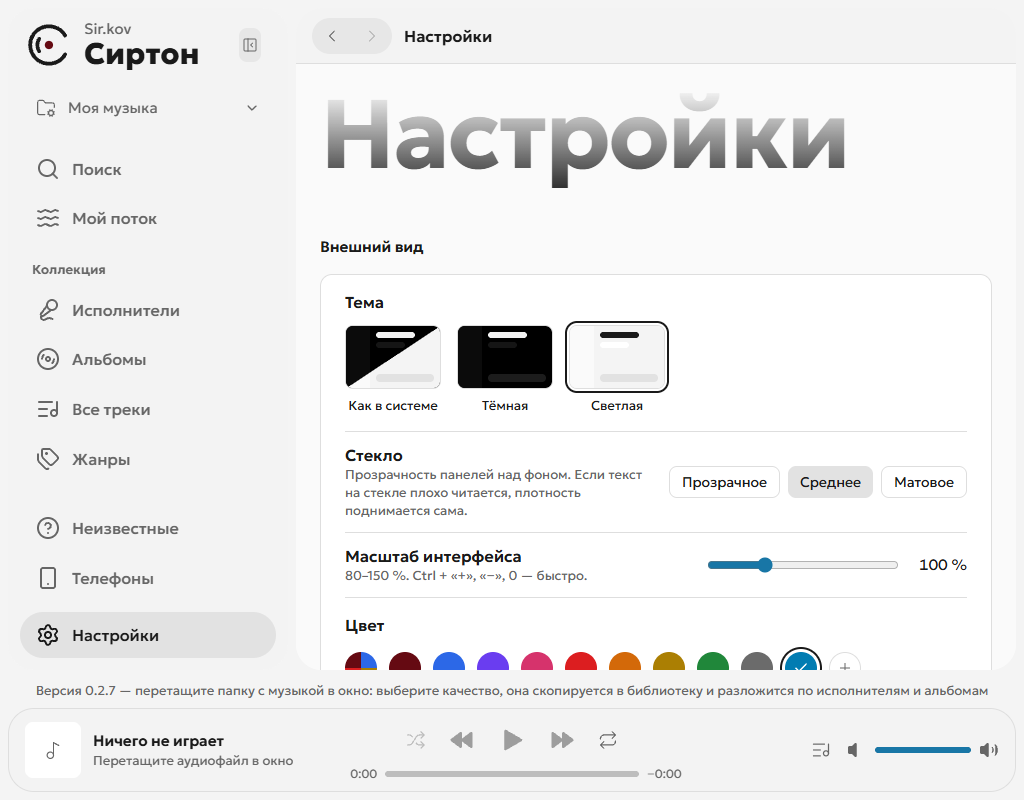 Sir.kov
Сиртон
Моя музыка
Поиск
Мой поток
Коллекция
Исполнители
Альбомы
Все треки
Жанры
Неизвестные
Телефоны
Настройки
Настройки
Настройки
Внешний вид
Тема
Как в системе
Тёмная
Светлая
Стекло
Прозрачность панелей над фоном. Если текст
на стекле плохо читается, плотность
поднимается сама.
Прозрачное
Среднее
Матовое
Масштаб интерфейса
80–150 %. Ctrl + «+», «−», 0 — быстро.
100 %
Цвет
Версия 0.2.7 — перетащите папку с музыкой в окно: выберите качество, она скопируется в библиотеку и разложится по исполнителям и альбомам
Ничего не играет
Перетащите аудиофайл в окно
0:00
−0:00